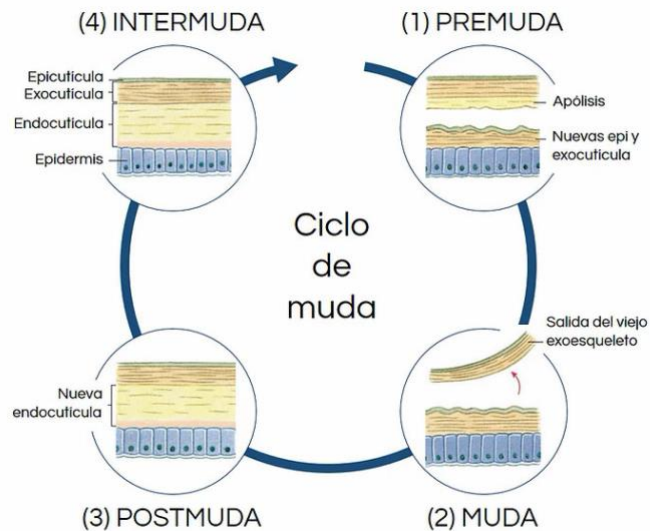 (4) INTERMUDA
(1) PREMUDA
Epicutícula
Exocutícula
Endocutícula
Epidermis
Apólisis
Nuevas epi y
exocutícula
Ciclo
de
muda
Salida del viejo
exoesqueleto
Nueva
endocutícula
(3) POSTMUDA
(2) MUDA